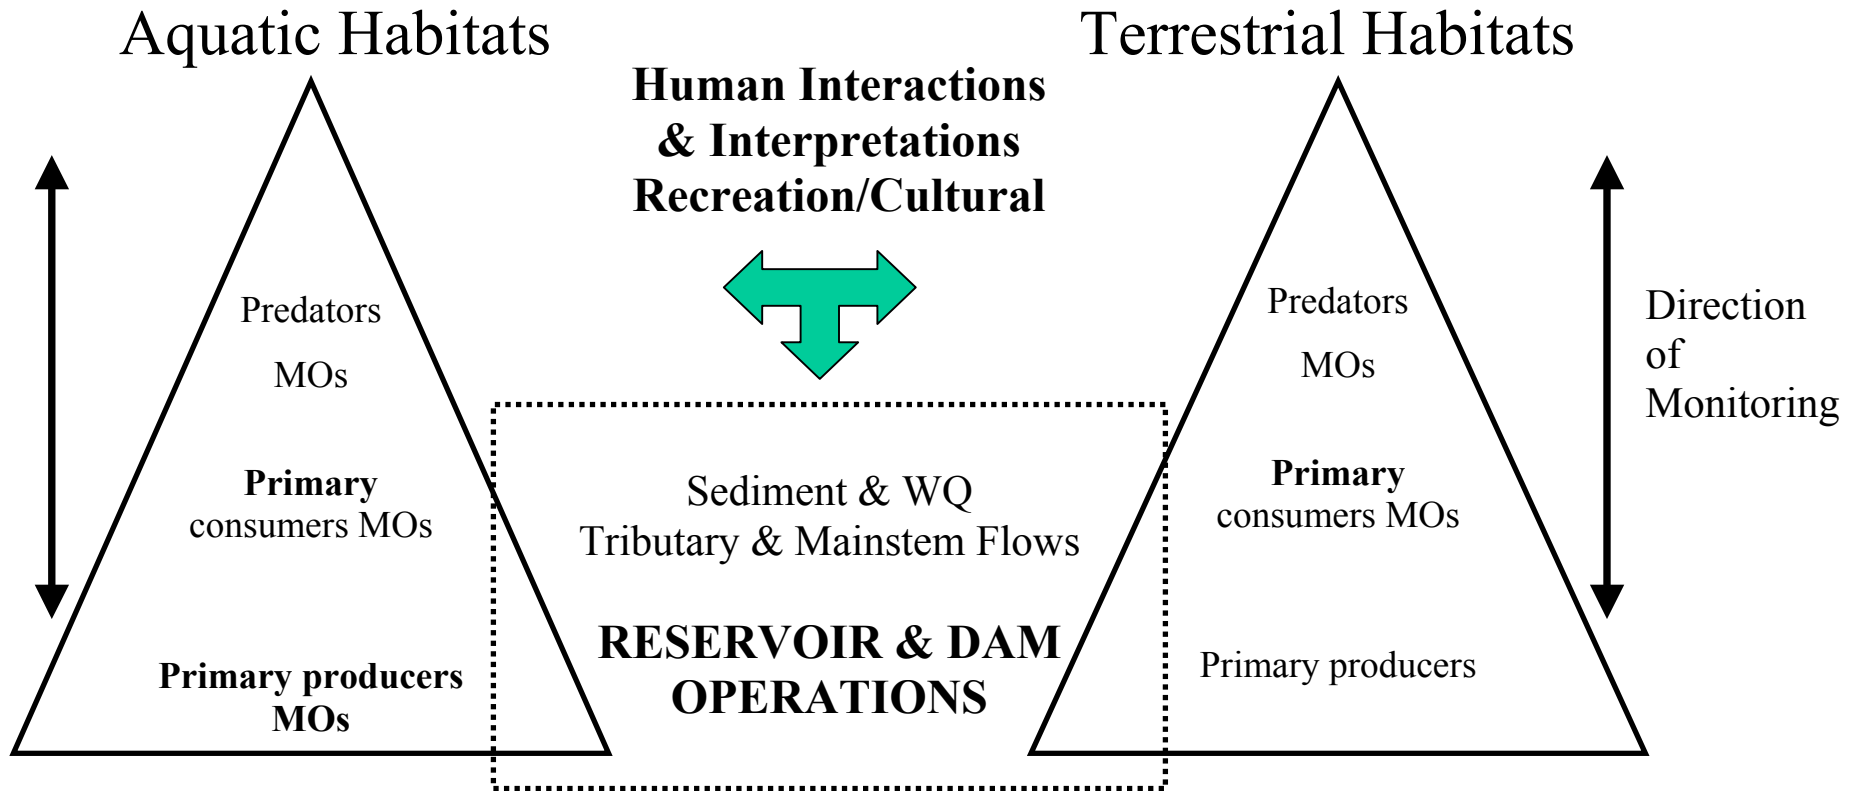 Aquatic Habitats
Terrestrial Habitats
Human Interactions
& Interpretations
Recreation/Cultural
Predators
MOs
Primary
consumers MOs
Primary producers
MOs
Sediment & WQ
Tributary & Mainstem Flows
RESERVOIR & DAM
OPERATIONS
Predators
MOs
Primary
consumers MOs
Primary producers
Direction
of
Monitoring